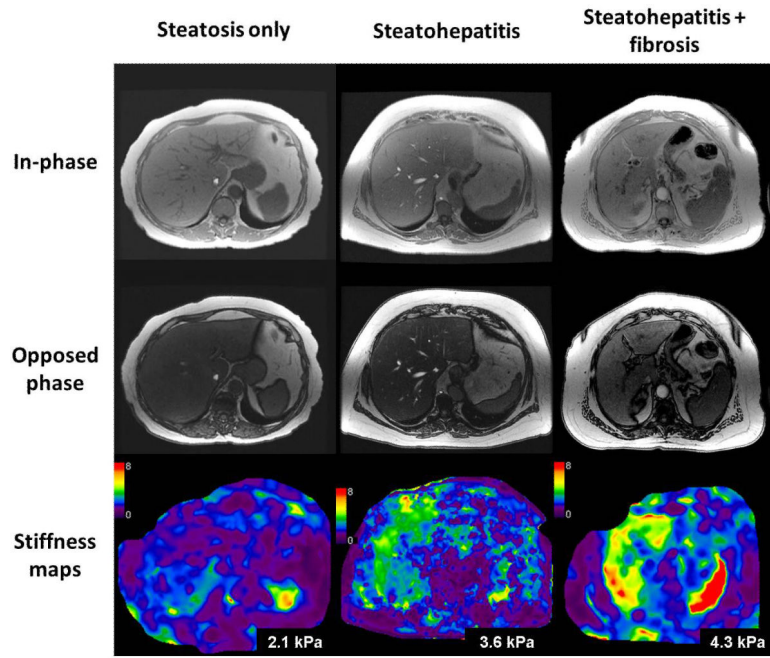 Steatosis only
Steatohepatitis
Steatohepatitis +
fibrosis
In-phase
Opposed
phase
Stiffness
maps
8
0
8
0
8
0
2.1 kPa
3.6 kPa
4.3 kPa